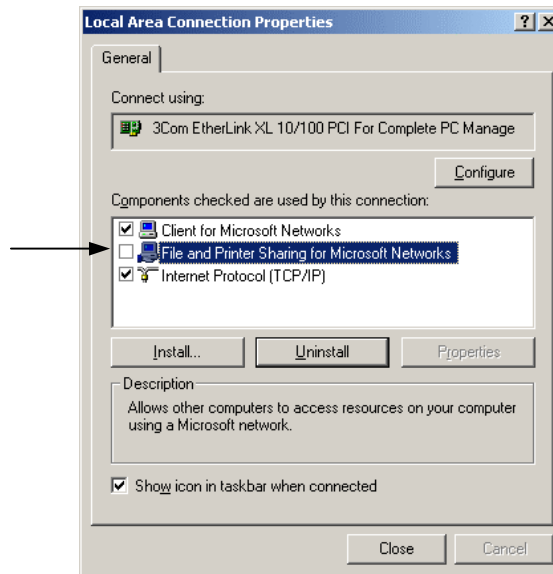 Local Area Connection Properties
General
Connect using:
3Com EtherLink XL 10/100 PCI For Complete PC Manage
Configure
Components checked are used by this connection:
Client for Microsoft Networks
File and Printer Sharing for Microsoft Networks
Internet Protocol (TCP/IP)
Install... Uninstall Properties
Description
Allows other computers to access resources on your computer
using a Microsoft network.
Show icon in taskbar when connected
Close Cancel